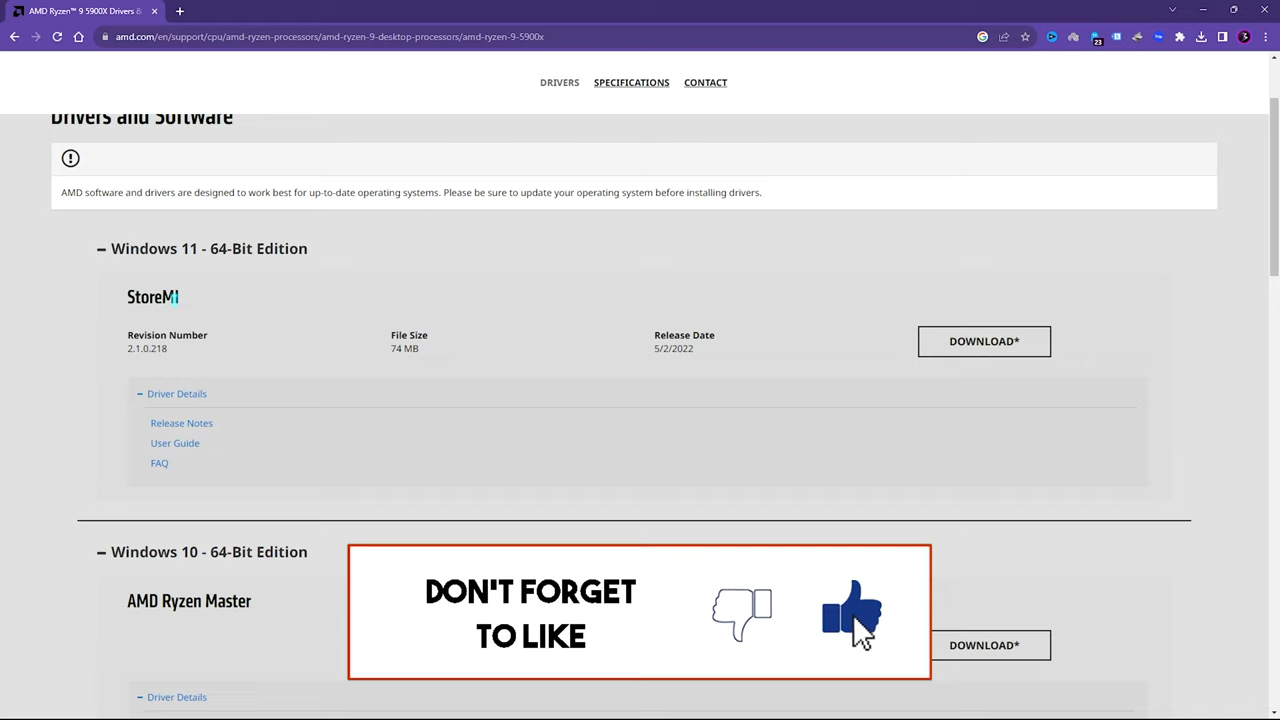 AMD Ryzen™ 9 5900X Drivers &
amd.com/en/support/cpu/amd-ryzen-processors/amd-ryzen-9-desktop-processors/amd-ryzen-9-5900x
23
DRIVERS SPECIFICATIONS CONTACT
Drivers and Software
AMD software and drivers are designed to work best for up-to-date operating systems. Please be sure to update your operating system before installing drivers.
Windows 11 - 64-Bit Edition
StoreMI
Revision Number File Size Release Date
2.1.0.218 74 MB 5/2/2022
DOWNLOAD*
Driver Details
Release Notes
User Guide
FAQ
Windows 10 - 64-Bit Edition
AMD Ryzen Master
DOWNLOAD*
Driver Details
DON'T FORGET
TO LIKE